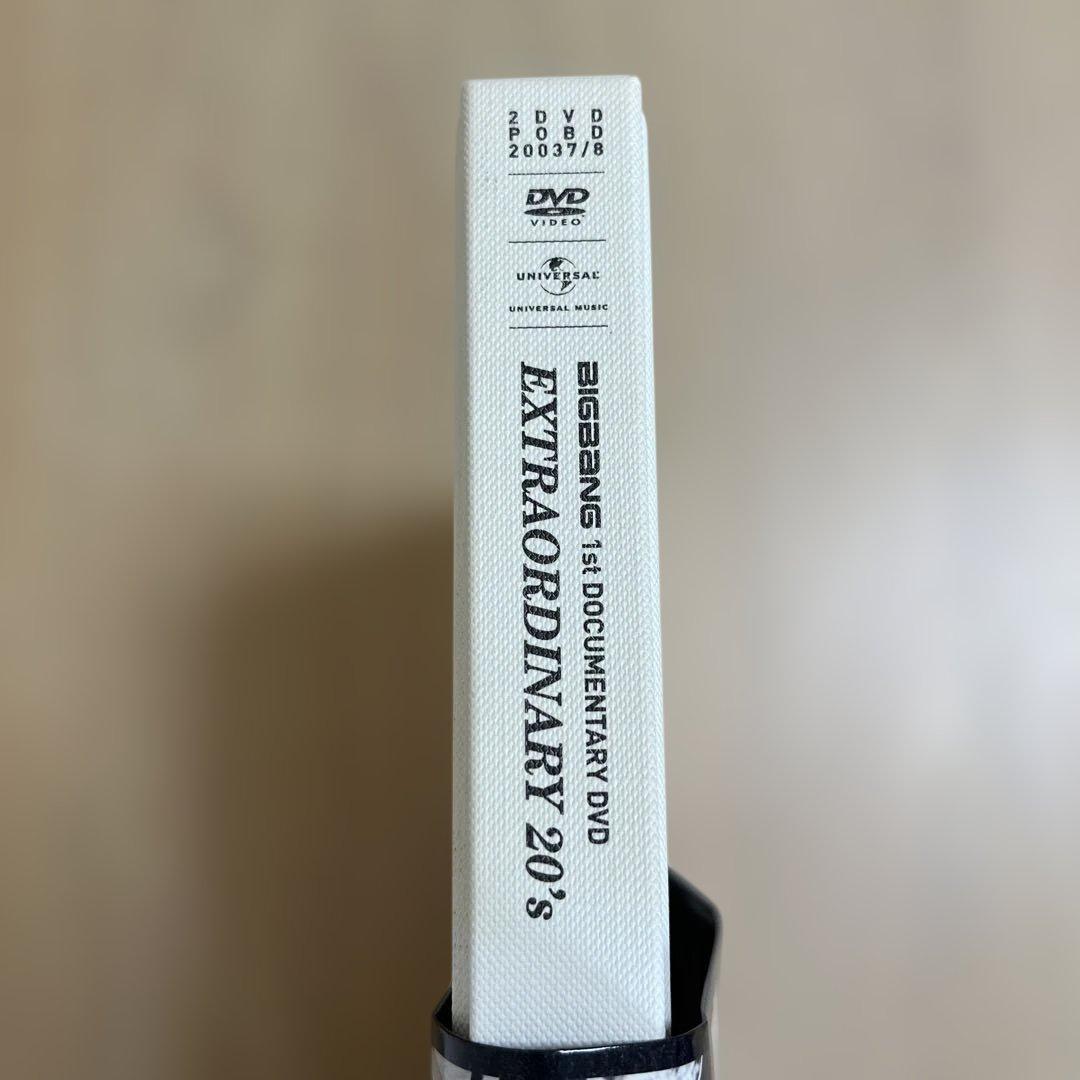 2DVD
POBD
20037/8
DVD
VIDEO
UNIVERSAL
UNIVERSAL MUSIC
BIGBANG 1st DOCUMENTARY DVD
EXTRAORDINARY 20's